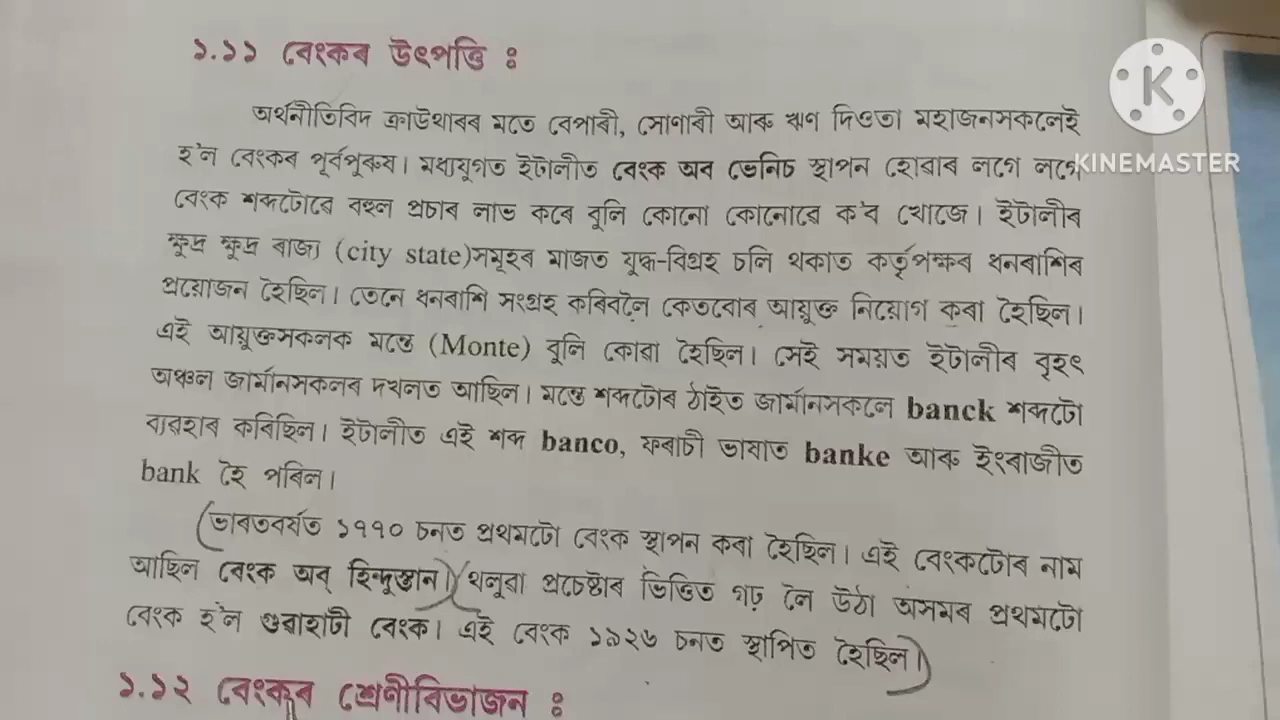 ১.১১ বেংকৰ উৎপত্তি :
অৰ্থনীতিবিদ ক্ৰাউথাৰৰ মতে বেপাৰী, সোণাৰী আৰু ঋণ দিওতা মহাজনসকলেই
হ'ল বেংকৰ পূৰ্বপুৰুষ। মধ্যযুগত ইটালীত বেংক অব ভেনিচ স্থাপন হোৱাৰ লগে লগে
বেংক শব্দটোৱে বহুল প্ৰচাৰ লাভ কৰে বুলি কোনো কোনোৱে ক'ব খোজে। ইটালীৰ
ক্ষুদ্ৰ ক্ষুদ্ৰ ৰাজ্য (city state)সমূহৰ মাজত যুদ্ধ-বিগ্ৰহ চলি থকাত কৰ্তৃপক্ষৰ ধনৰাশিৰ
প্ৰয়োজন হৈছিল। তেনে ধনৰাশি সংগ্ৰহ কৰিবলৈ কেতবোৰ আয়ুক্ত নিয়োগ কৰা হৈছিল।
এই আয়ুক্তসকলক মন্তে (Monte) বুলি কোৱা হৈছিল। সেই সময়ত ইটালীৰ বৃহৎ
অঞ্চল জাৰ্মানসকলৰ দখলত আছিল। মন্তে শব্দটোৰ ঠাইত জাৰ্মানসকলে banck শব্দটো
ব্যৱহাৰ কৰিছিল। ইটালীত এই শব্দ banco, ফৰাচী ভাষাত banke আৰু ইংৰাজীত
bank হৈ পৰিল।
(ভাৰতবৰ্ষত ১৭৭০ চনত প্ৰথমটো বেংক স্থাপন কৰা হৈছিল। এই বেংকটোৰ নাম
আছিল বেংক অব্ হিন্দুস্তান।)(থলুৱা প্ৰচেষ্টাৰ ভিত্তিত গঢ় লৈ উঠা অসমৰ প্ৰথমটো
বেংক হ'ল গুৱাহাটী বেংক। এই বেংক ১৯২৬ চনত স্থাপিত হৈছিল।)
১.১২ বেংকৰ শ্ৰেণীবিভাজন :
K
KINEMASTER